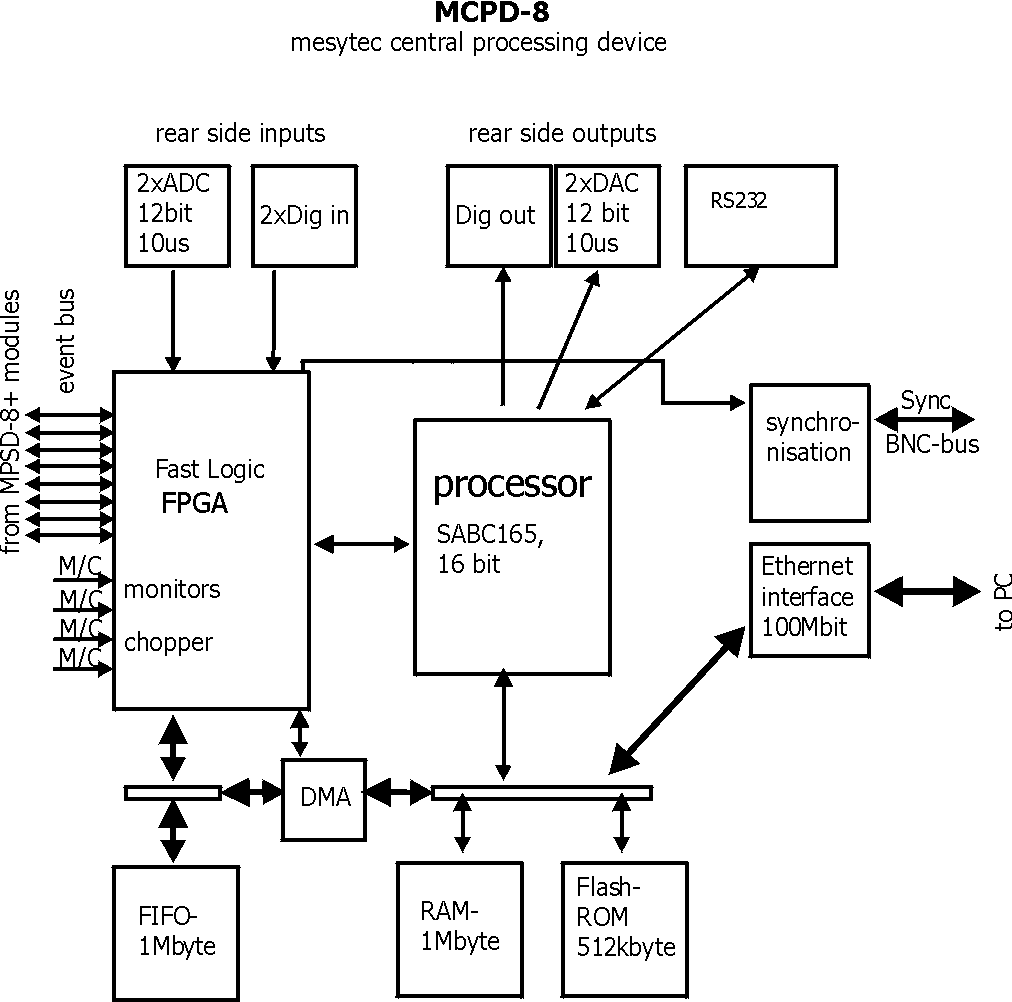 MCPD-8
mesytec central processing device
rear side inputs
rear side outputs
2xADC
12bit
10us
2xDig in
Dig out
2xDAC
12 bit
10us
RS232
from MPSD-8+ modules
event bus
Fast Logic
FPGA
M/C
M/C
M/C
M/C
monitors
chopper
processor
SABC165,
16 bit
synchro-
nisation
Sync
BNC-bus
Ethernet
interface
100Mbit
to PC
DMA
FIFO-
1Mbyte
RAM-
1Mbyte
Flash-
ROM
512kbyte